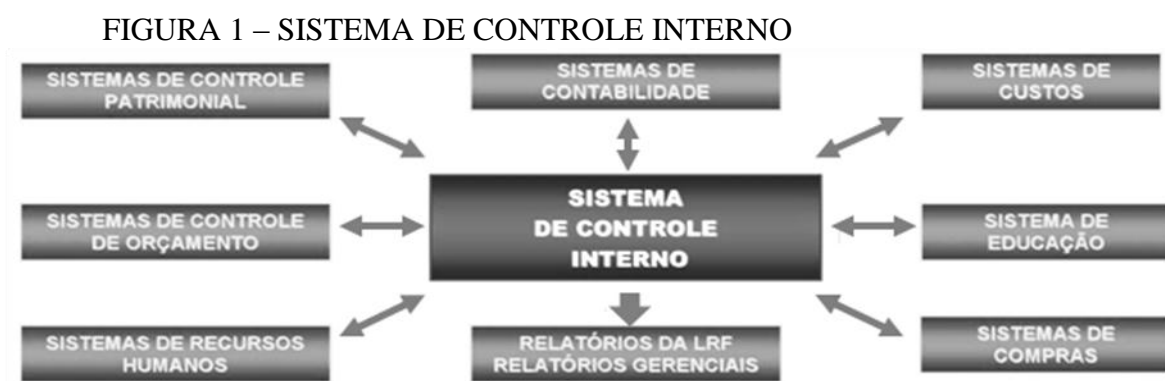 FIGURA 1 – SISTEMA DE CONTROLE INTERNO
SISTEMAS DE CONTROLE
PATRIMONIAL
SISTEMAS DE
CONTABILIDADE
SISTEMAS DE
CUSTOS
SISTEMAS DE CONTROLE
DE ORÇAMENTO
SISTEMA
DE CONTROLE
INTERNO
SISTEMA DE
EDUCAÇÃO
SISTEMAS DE RECURSOS
HUMANOS
RELATÓRIOS DA LRF
RELATÓRIOS GERENCIAIS
SISTEMAS DE
COMPRAS